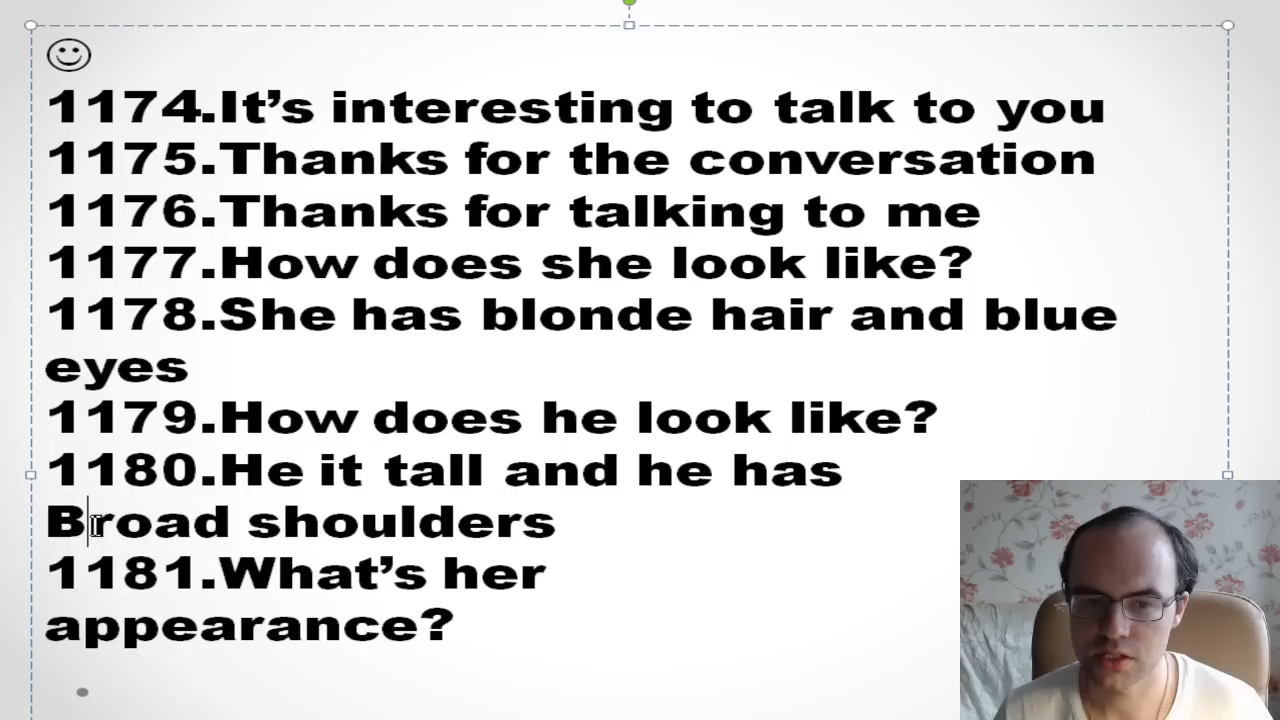 1174.It’s interesting to talk to you
1175.Thanks for the conversation
1176.Thanks for talking to me
1177.How does she look like?
1178.She has blonde hair and blue
eyes
1179.How does he look like?
1180.He it tall and he has
Broad shoulders
1181.What’s her
appearance?